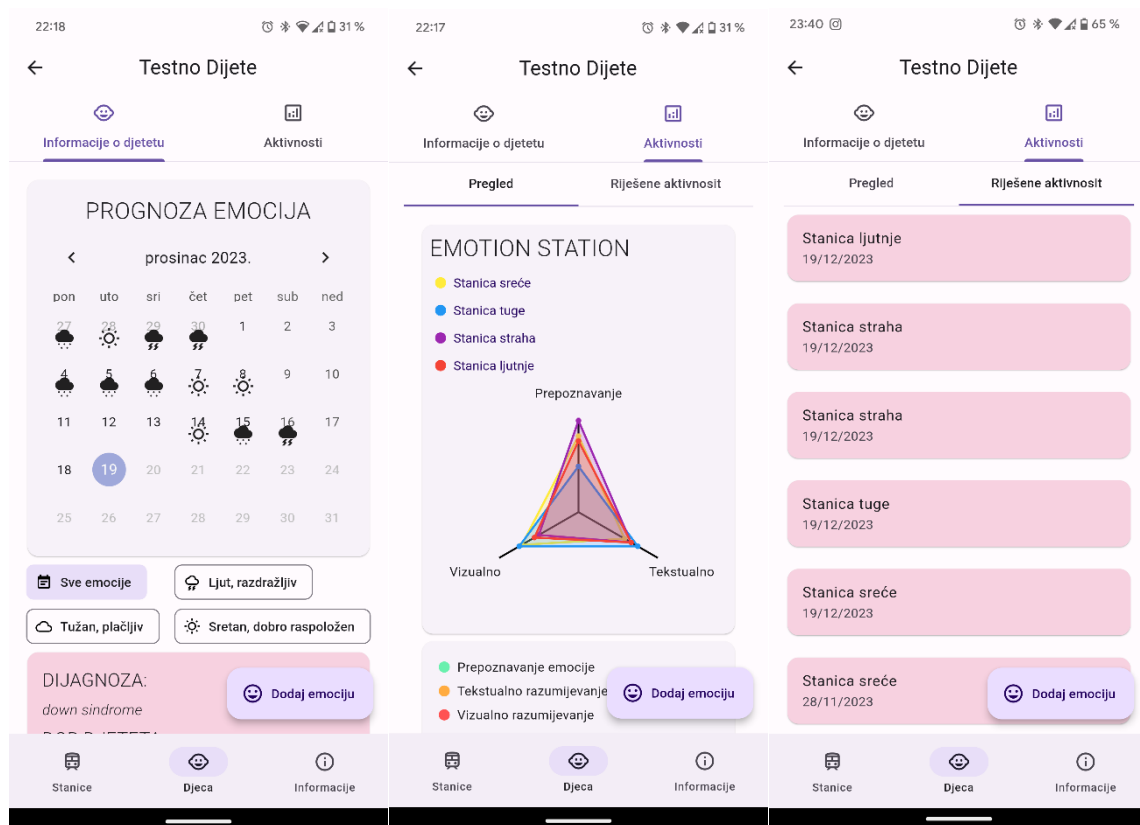 22:18
31 %
Testno Dijete
Informacije o djetetu
Aktivnosti
PROGNOZA EMOCIJA
prosinac 2023.
pon uto sri čet pet sub ned
27 28 29 30 1 2 3
4 5 6 7 8 9 10
11 12 13 14 15 16 17
18 19 20 21 22 23 24
25 26 27 28 29 30 31
Sve emocije
Ljut, razdražljiv
Tužan, plačljiv
Sretan, dobro raspoložen
DIJAGNOZA:
down sindrome
Dodaj emociju
Stanice
Djeca
Informacije
22:17
31 %
Testno Dijete
Informacije o djetetu
Aktivnosti
Pregled
Riješene aktivnosit
EMOTION STATION
Stanica sreće
Stanica tuge
Stanica straha
Stanica ljutnje
Prepoznavanje
Vizualno
Tekstualno
Prepoznavanje emocije
Tekstualno razumijevanje
Vizualno razumijevanje
Dodaj emociju
Stanice
Djeca
Informacije
23:40
65 %
Testno Dijete
Informacije o djetetu
Aktivnosti
Pregled
Riješene aktivnosit
Stanica ljutnje
19/12/2023
Stanica straha
19/12/2023
Stanica straha
19/12/2023
Stanica tuge
19/12/2023
Stanica sreće
19/12/2023
Stanica sreće
28/11/2023
Dodaj emociju
Stanice
Djeca
Informacije